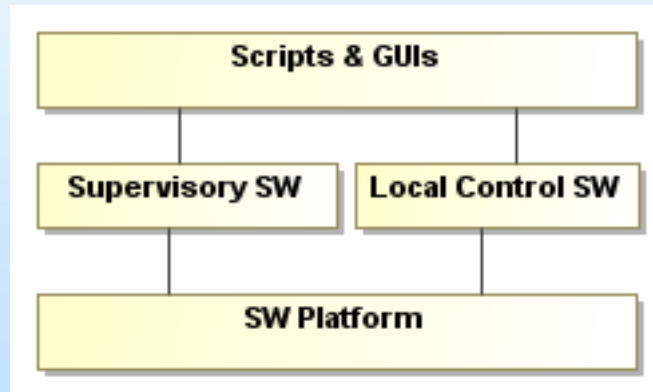 Scripts & GUIs
Supervisory SW
Local Control SW
SW Platform